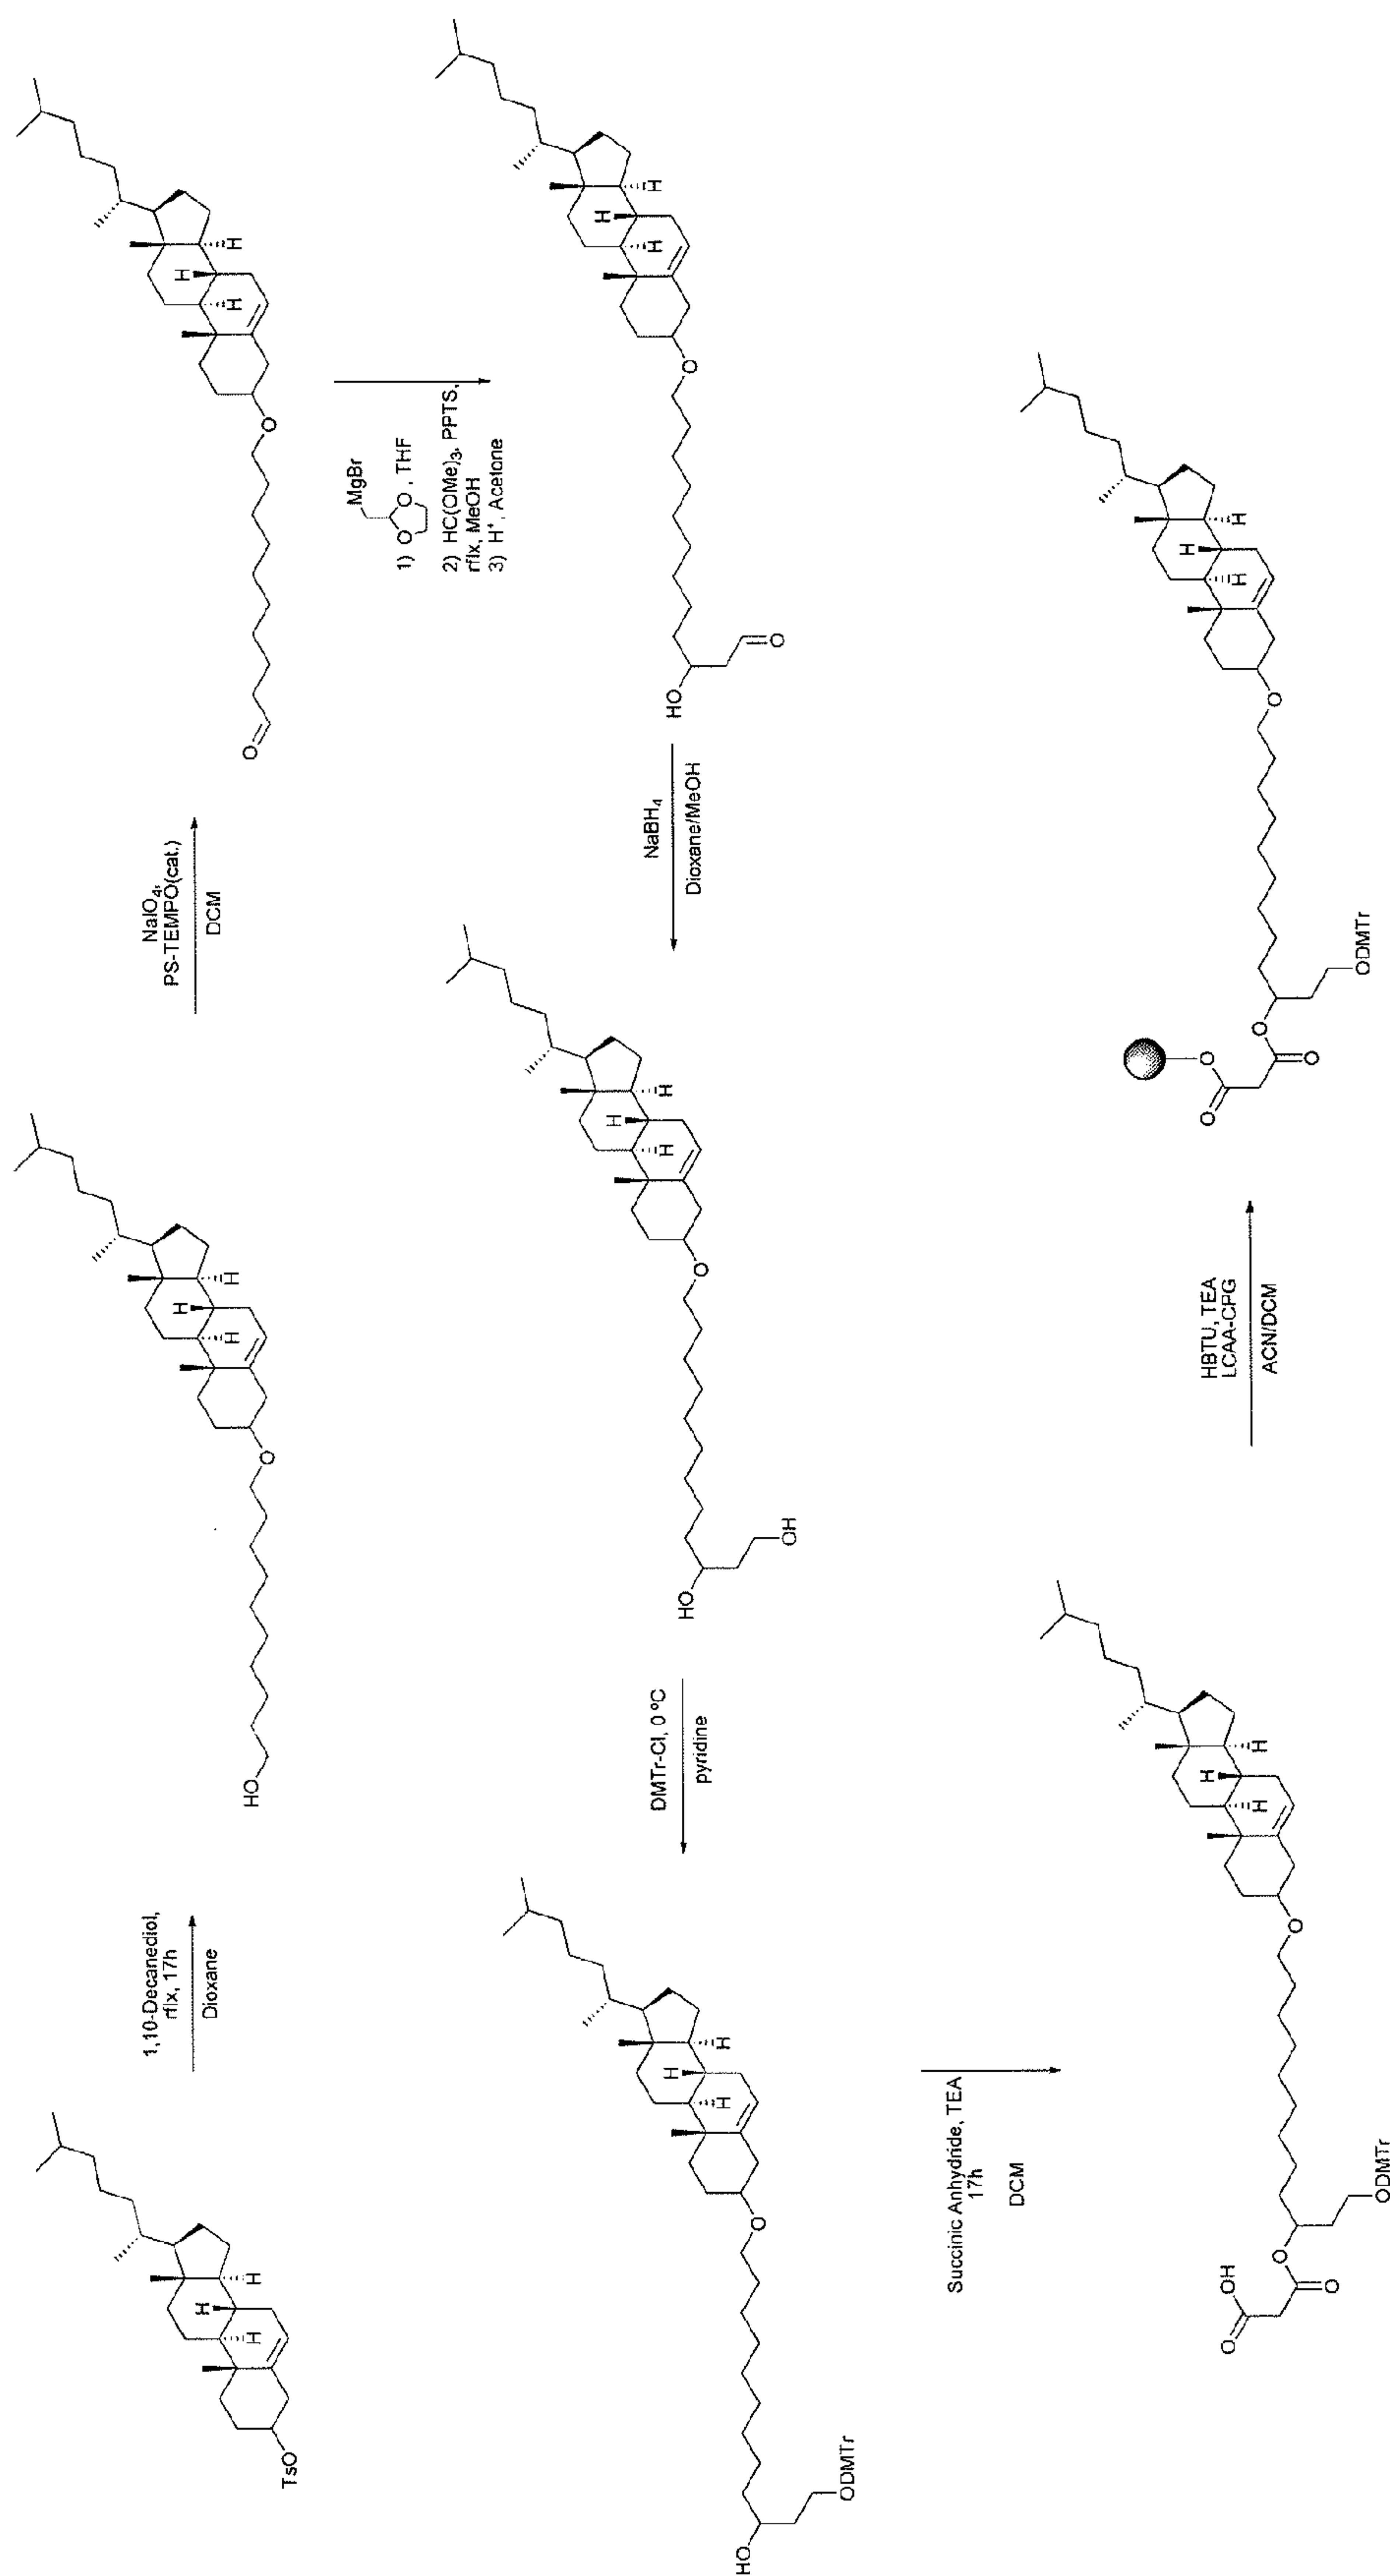 TsO
H
H
H
1,10-Decanediol,
rflx, 17h
Dioxane
HO
O
H
H
H
NaIO4,
PS-TEMPO(cat.)
DCM
O
O
H
H
H
MgBr
1) O O , THF
2) HC(OMe)3, PPTS,
rflx, MeOH
3) H+, Acetone
HO
O
O
H
H
H
NaBH4
Dioxane/MeOH
HO
OH
O
H
H
H
DMTr-Cl, 0 ºC
pyridine
HO
ODMTr
O
H
H
H
Succinic Anhydride, TEA
17h
DCM
O
OH
O
O
ODMTr
O
H
H
H
HBTU, TEA
LCAA-CPG
ACN/DCM
O
O
O
O
ODMTr
O
H
H
H